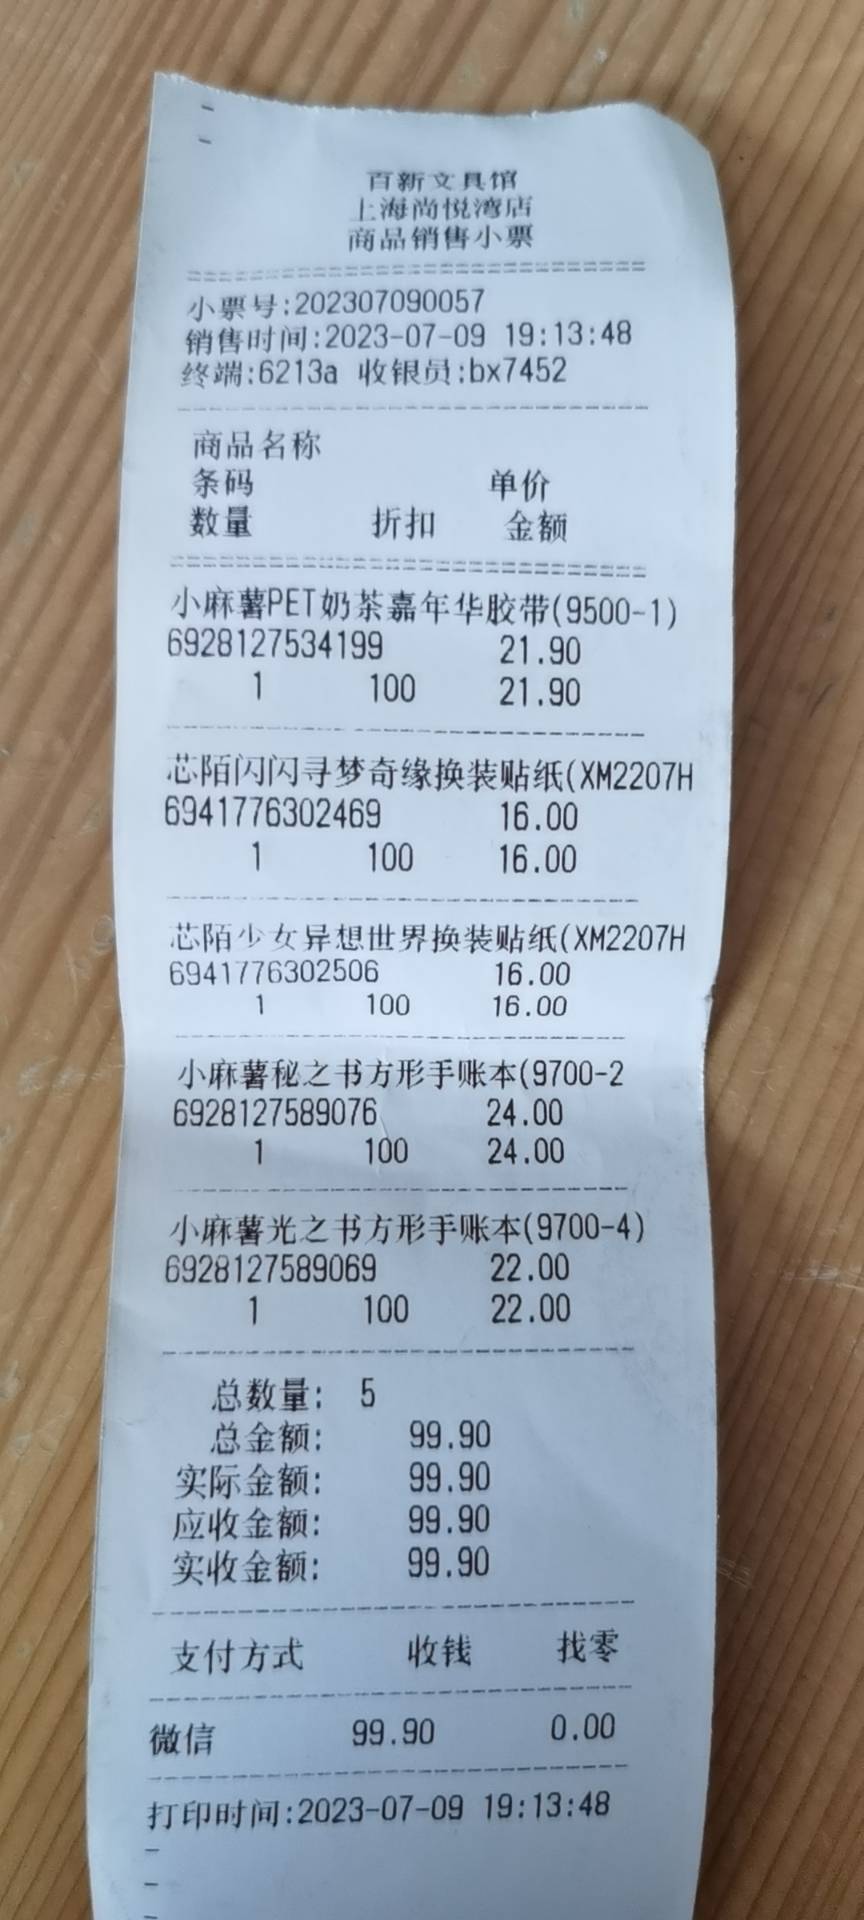 百新文具馆
上海尚悦湾店
商品销售小票
小票号:202307090057
销售时间:2023-07-09 19:13:48
终端:6213a 收银员:bx7452
商品名称
条码 单价
数量 折扣 金额
小麻薯PET奶茶嘉年华胶带(9500-1)
6928127534199 21.90
1 100 21.90
芯陌闪闪寻梦奇缘换装贴纸(XM2207H
6941776302469 16.00
1 100 16.00
芯陌少女异想世界换装贴纸(XM2207H
6941776302506 16.00
1 100 16.00
小麻薯秘之书方形手账本(9700-2
6928127589076 24.00
1 100 24.00
小麻薯光之书方形手账本(9700-4)
6928127589069 22.00
1 100 22.00
总数量: 5
总金额: 99.90
实际金额: 99.90
应收金额: 99.90
实收金额: 99.90
支付方式 收钱 找零
微信 99.90 0.00
打印时间:2023-07-09 19:13:48